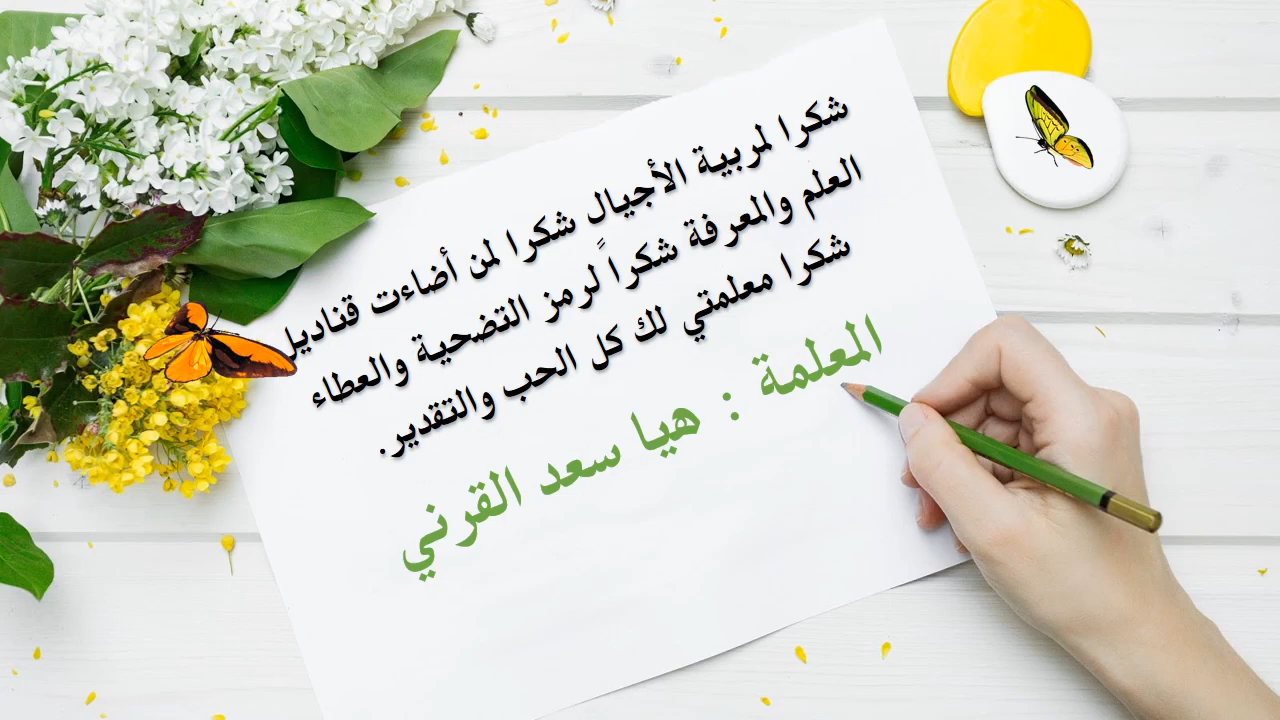 شكرا لمربية الأجيال شكرا لمن أضاءت قناديل
العلم والمعرفة شكراً لرمز التضحية والعطاء
شكرا معلمتي لك كل الحب والتقدير.
المعلمة : هيا سعد القرني